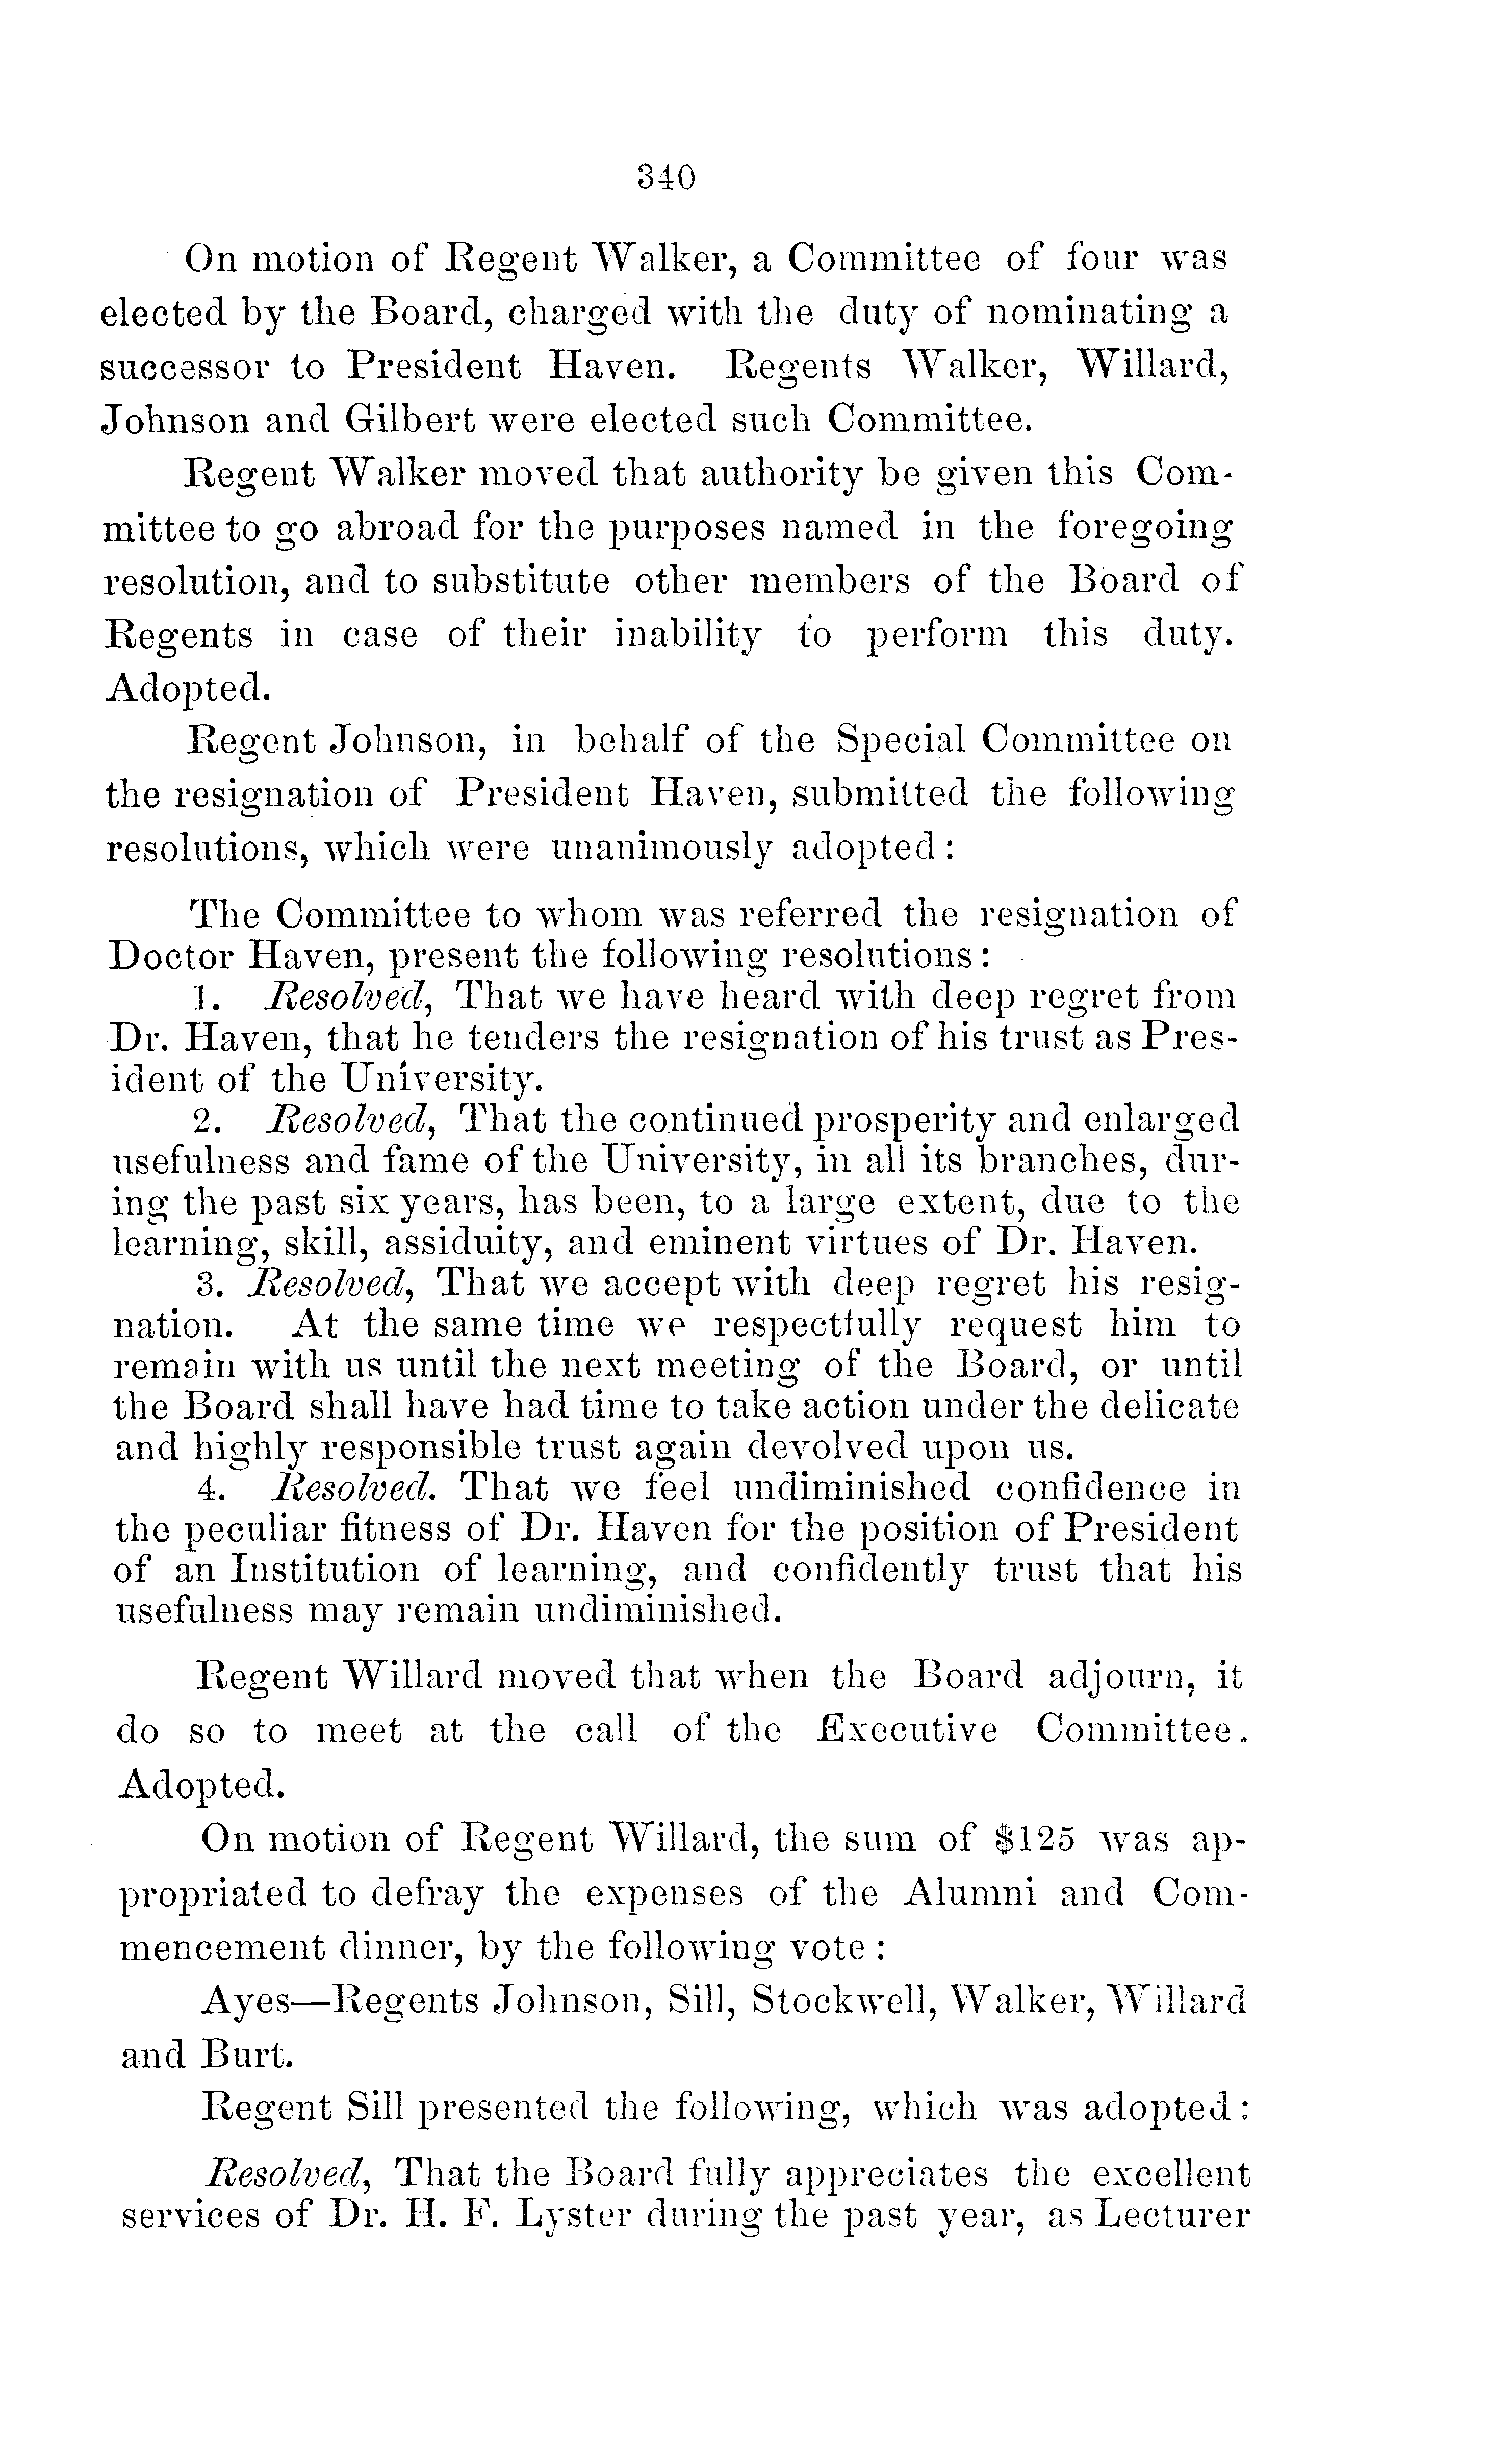 340
On motion of Regent Walker, a Committee of four was
elected by the Board, charged with the duty of nominating a
successor to President Haven. Regents Walker, Willard,
Johnson and Gilbert were elected such Committee.
Regent Walker moved that authority be given this Com-
mittee to go abroad for the purposes named in the foregoing
resolution, and to substitute other members of the Board of
Regents in case of their inability to perform this duty.
Adopted.
Regent Johnson, in behalf of the Special Committee on
the resignation of President Haven, submitted the following
resolutions, which were unanimously adopted:
The Committee to whom was referred the resignation of
Doctor Haven, present the following resolutions:
1. Resolved, That we have heard with deep regret from
Dr. Haven, that he tenders the resignation of his trust as Pres-
ident of the University.
2. Resolved, That the continued prosperity and enlarged
usefulness and fame of the University, in all its branches, dur-
ing the past six years, has been, to a large extent, due to the
learning, skill, assiduity, and eminent virtues of Dr. Haven.
3. Resolved, That we accept with deep regret his resig-
nation. At the same time we respectfully request him to
remain with us until the next meeting of the Board, or until
the Board shall have had time to take action under the delicate
and highly responsible trust again devolved upon us.
4. Resolved. That we feel undiminished confidence in
the peculiar fitness of Dr. Haven for the position of President
of an Institution of learning, and confidently trust that his
usefulness may remain undiminished.
Regent Willard moved that when the Board adjourn, it
do so to meet at the call of the Executive Committee.
Adopted.
On motion of Regent Willard, the sum of $125 was ap-
propriated to defray the expenses of the Alumni and Com-
mencement dinner, by the following vote:
Ayes—Regents Johnson, Sill, Stockwell, Walker, Willard
and Burt.
Regent Sill presented the following, which was adopted:
Resolved, That the Board fully appreciates the excellent
services of Dr. H. F. Lyster during the past year, as Lecturer